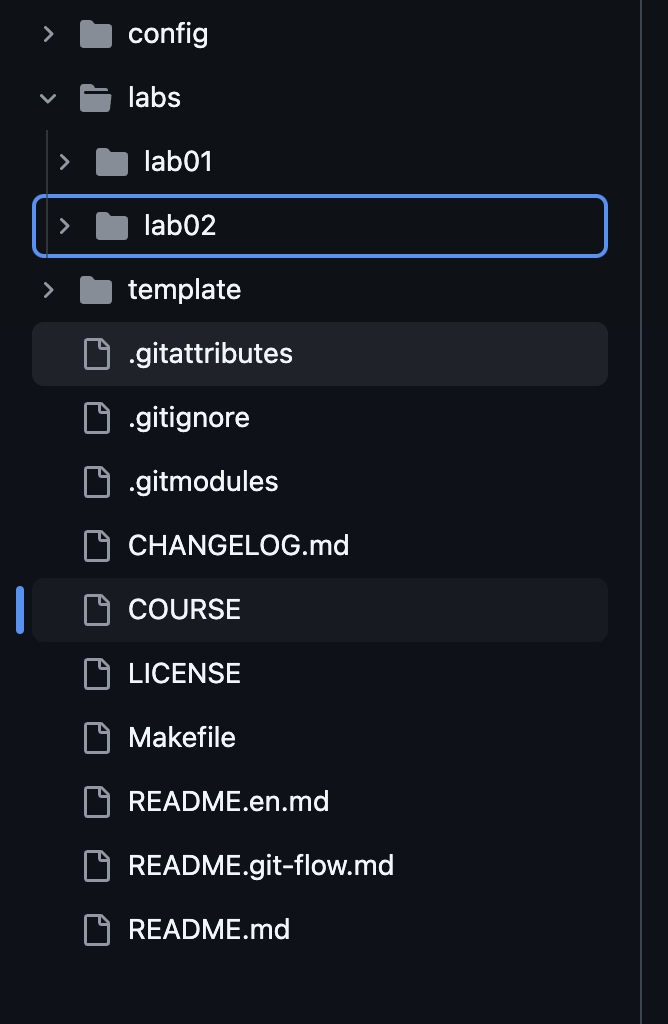 config
labs
lab01
lab02
template
.gitattributes
.gitignore
.gitmodules
CHANGELOG.md
COURSE
LICENSE
Makefile
README.en.md
README.git-flow.md
README.md